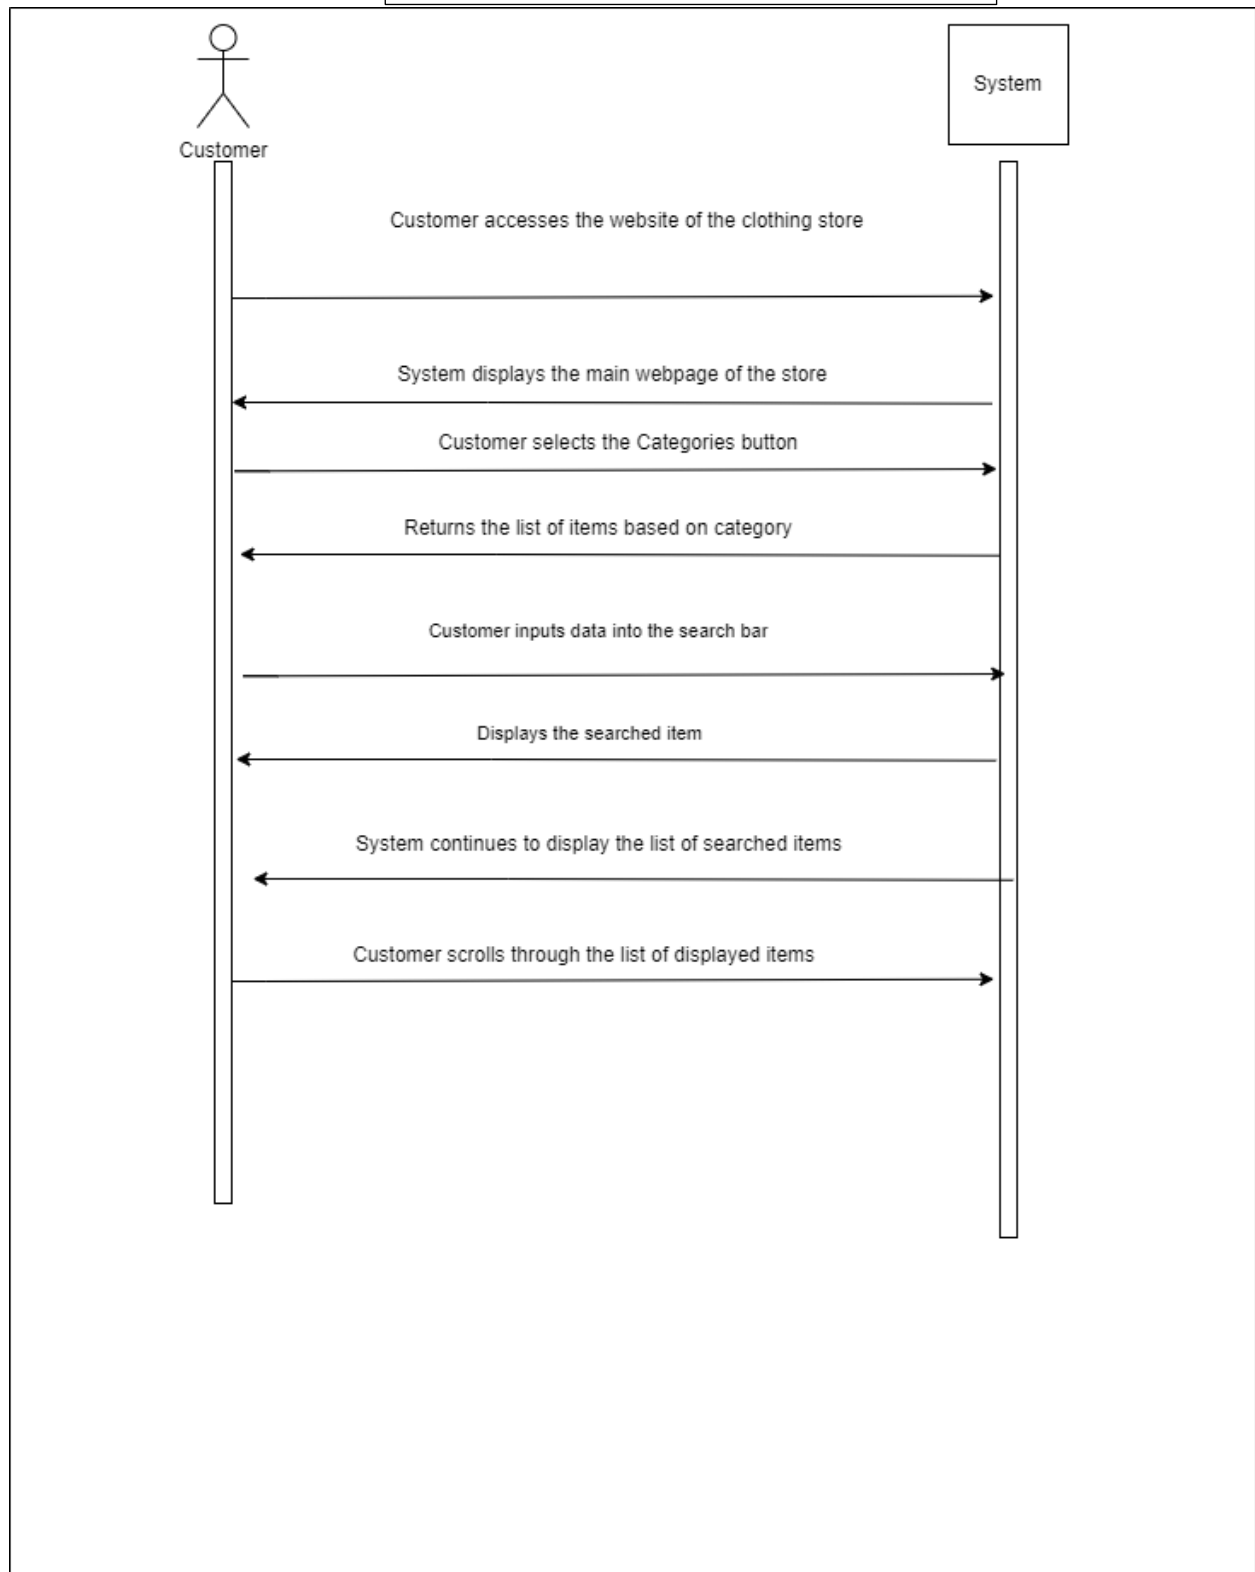 System
Customer
Customer accesses the website of the clothing store
System displays the main webpage of the store
Customer selects the Categories button
Returns the list of items based on category
Customer inputs data into the search bar
Displays the searched item
System continues to display the list of searched items
Customer scrolls through the list of displayed items